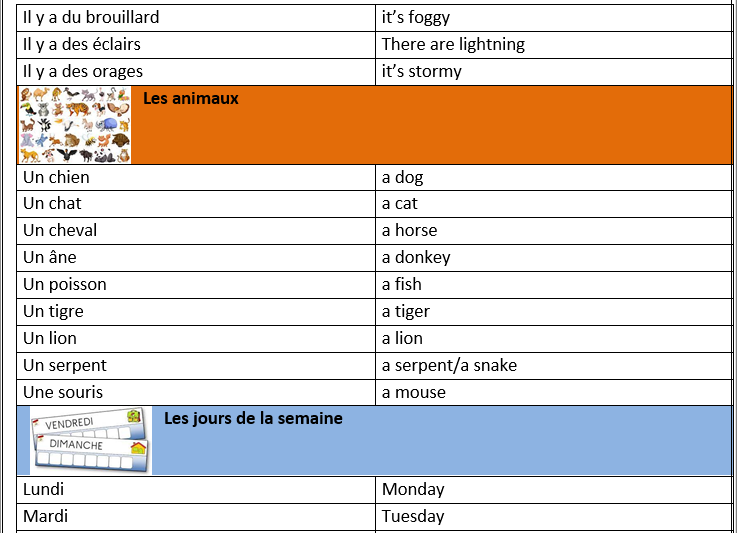 Il y a du brouillard it’s foggy
Il y a des éclairs There are lightning
Il y a des orages it’s stormy
Les animaux
Un chien a dog
Un chat a cat
Un cheval a horse
Un âne a donkey
Un poisson a fish
Un tigre a tiger
Un lion a lion
Un serpent a serpent/a snake
Une souris a mouse
Les jours de la semaine
VENDREDI
DIMANCHE
Lundi Monday
Mardi Tuesday